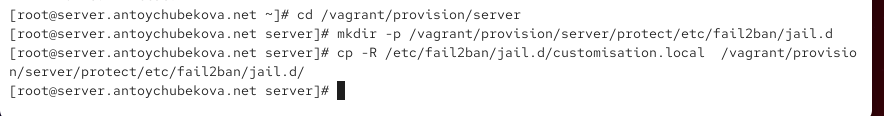 [root@server.antoychubekova.net ~]# cd /vagrant/provision/server
[root@server.antoychubekova.net server]# mkdir -p /vagrant/provision/server/protect/etc/fail2ban/jail.d
[root@server.antoychubekova.net server]# cp -R /etc/fail2ban/jail.d/customisation.local  /vagrant/provisio
n/server/protect/etc/fail2ban/jail.d/
[root@server.antoychubekova.net server]#